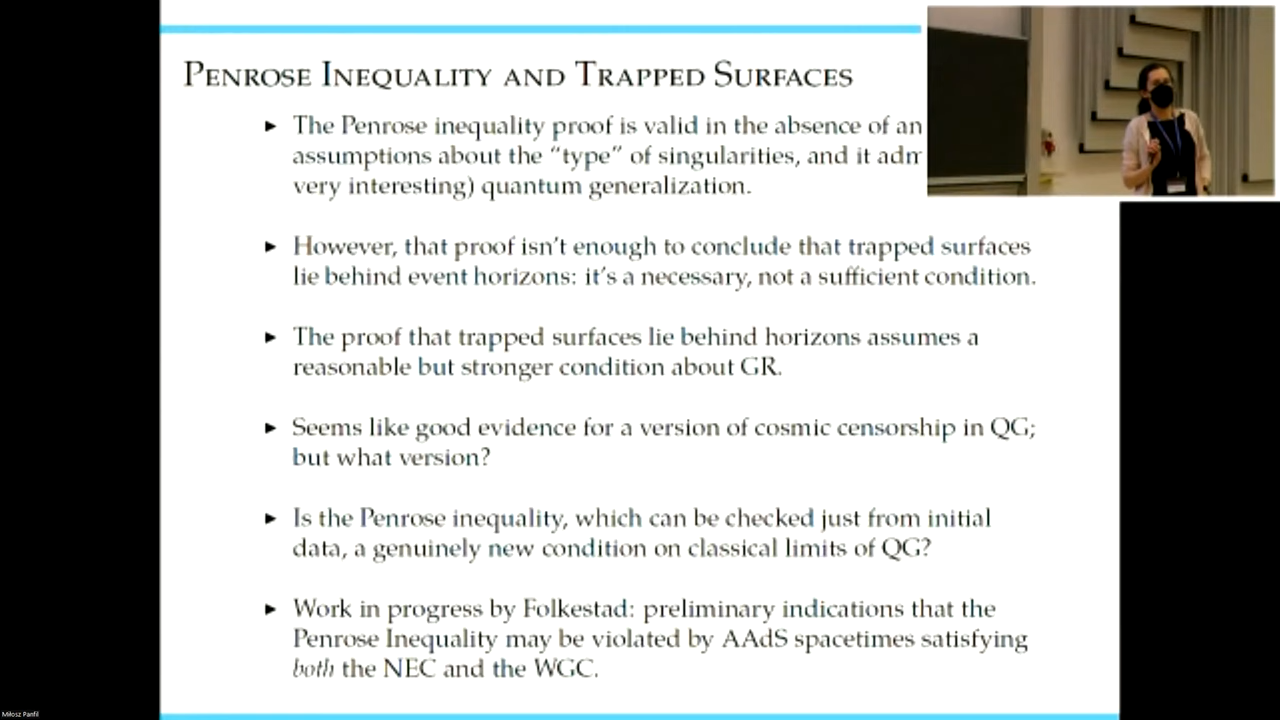 PENROSE INEQUALITY AND TRAPPED SURFACES
▶ The Penrose inequality proof is valid in the absence of an
assumptions about the “type” of singularities, and it adm
very interesting) quantum generalization.
▶ However, that proof isn’t enough to conclude that trapped surfaces
lie behind event horizons: it’s a necessary, not a sufficient condition.
▶ The proof that trapped surfaces lie behind horizons assumes a
reasonable but stronger condition about GR.
▶ Seems like good evidence for a version of cosmic censorship in QG;
but what version?
▶ Is the Penrose inequality, which can be checked just from initial
data, a genuinely new condition on classical limits of QG?
▶ Work in progress by Folkestad: preliminary indications that the
Penrose Inequality may be violated by AAdS spacetimes satisfying
both the NEC and the WGC.
Miłosz Panfil